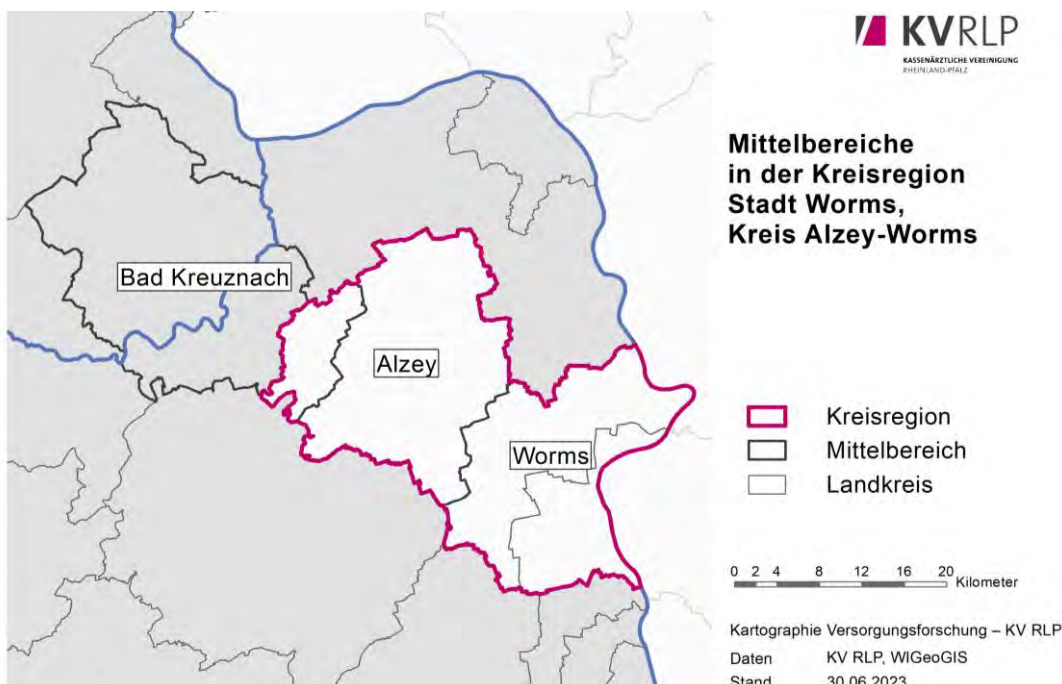 KVRLP
KASSENÄRZTLICHE VEREINIGUNG
RHEINLAND-PFALZ
Mittelbereiche
in der Kreisregion
Stadt Worms,
Kreis Alzey-Worms
Bad Kreuznach
Alzey
Worms
Kreisregion
Mittelbereich
Landkreis
0 2 4 8 12 16 20
Kilometer
Kartographie Versorgungsforschung – KV RLP
Daten KV RLP, WIGeoGIS
Stand 30.06.2023